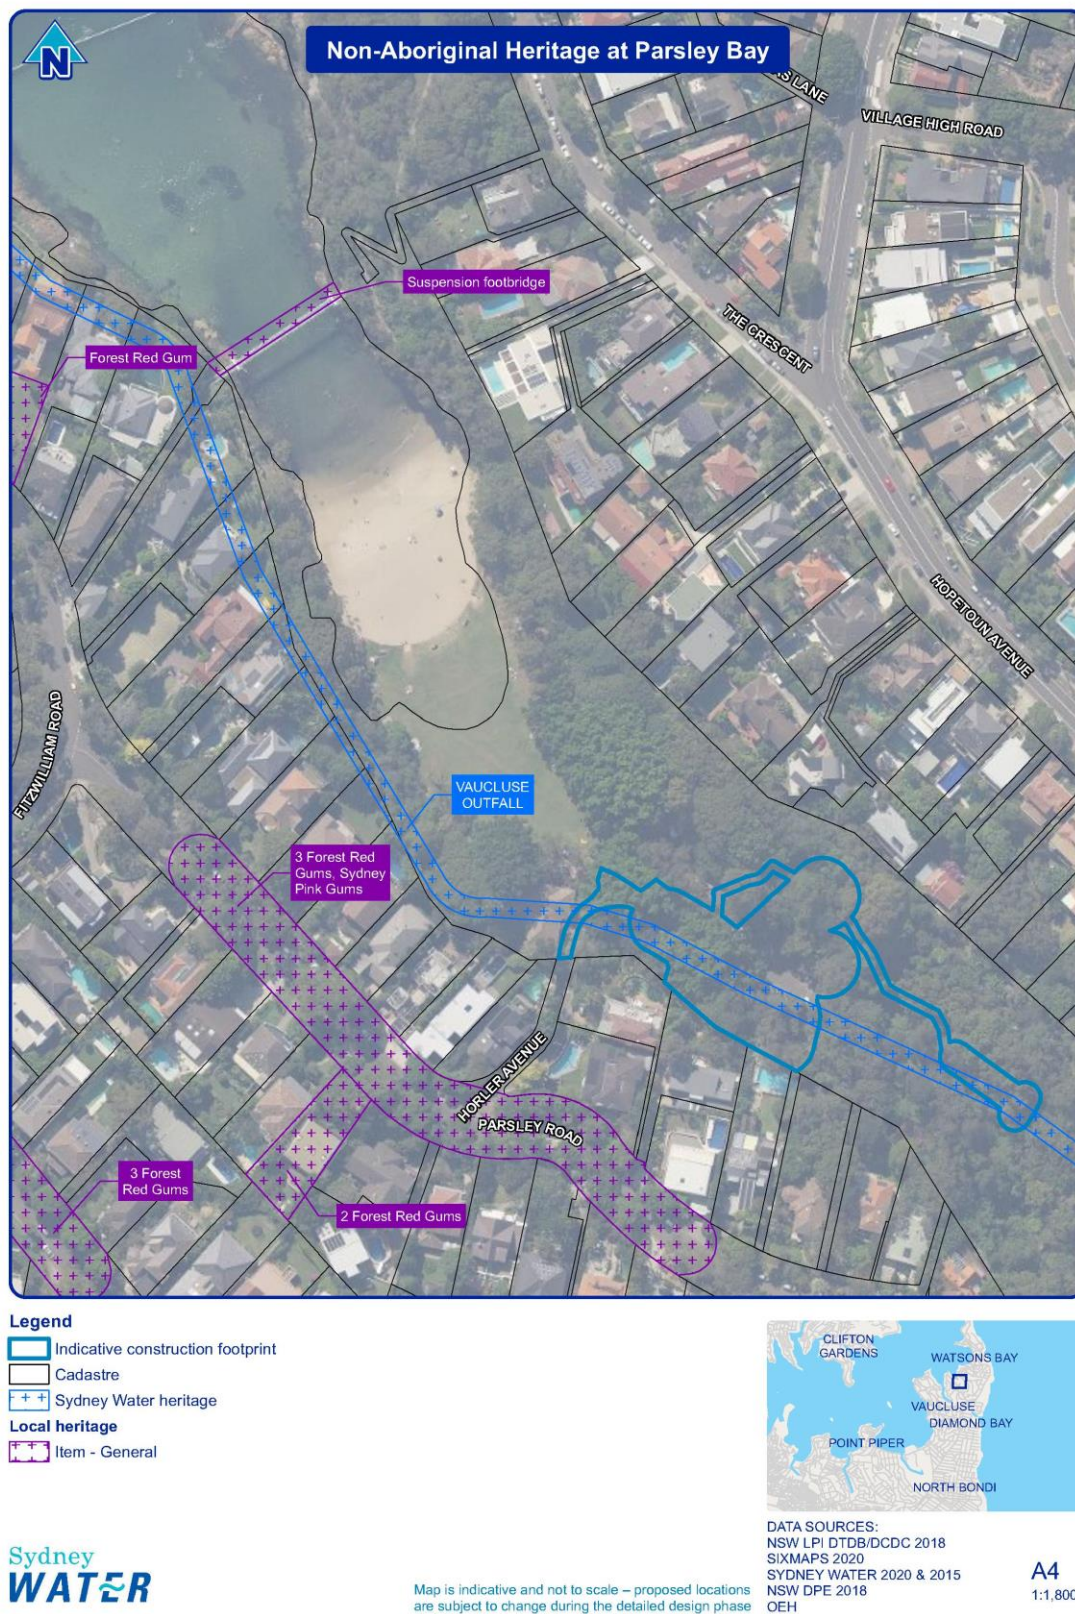 N
Non-Aboriginal Heritage at Parsley Bay
LANE
VILLAGE HIGH ROAD
Suspension footbridge
THE CRESCENT
Forest Red Gum
HOPETOUN AVENUE
FITZWILLIAM ROAD
VAUCLUSE
OUTFALL
3 Forest Red
Gums, Sydney
Pink Gums
HORLER AVENUE
PARSLEY ROAD
3 Forest
Red Gums
2 Forest Red Gums
Legend
Indicative construction footprint
Cadastre
Sydney Water heritage
Local heritage
Item - General
CLIFTON
GARDENS
WATSONS BAY
VAUCLUSE
DIAMOND BAY
POINT PIPER
NORTH BONDI
DATA SOURCES:
NSW LPI DTDB/DCDC 2018
SIXMAPS 2020
SYDNEY WATER 2020 & 2015
NSW DPE 2018
OEH
A4
1:1,800
Sydney
WATER
Map is indicative and not to scale – proposed locations
are subject to change during the detailed design phase